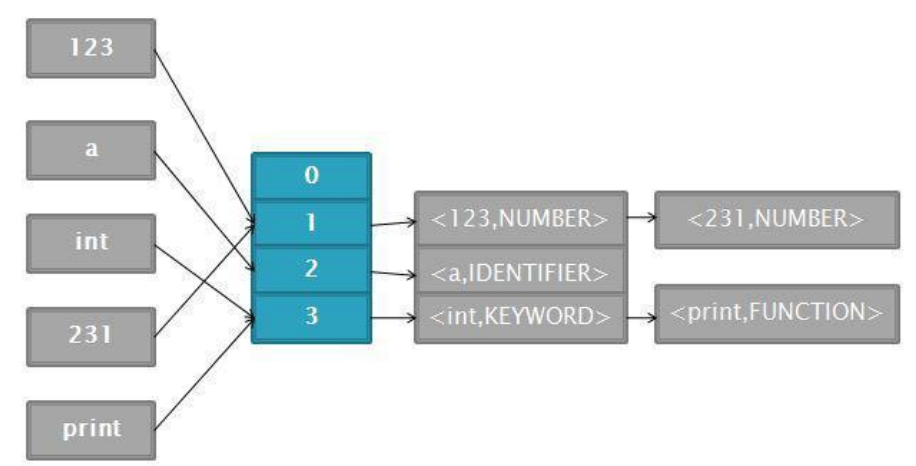 123
a
int
231
print
0
1
2
3
<123,NUMBER>
<a,IDENTIFIER>
<int,KEYWORD>
<231,NUMBER>
<print,FUNCTION>